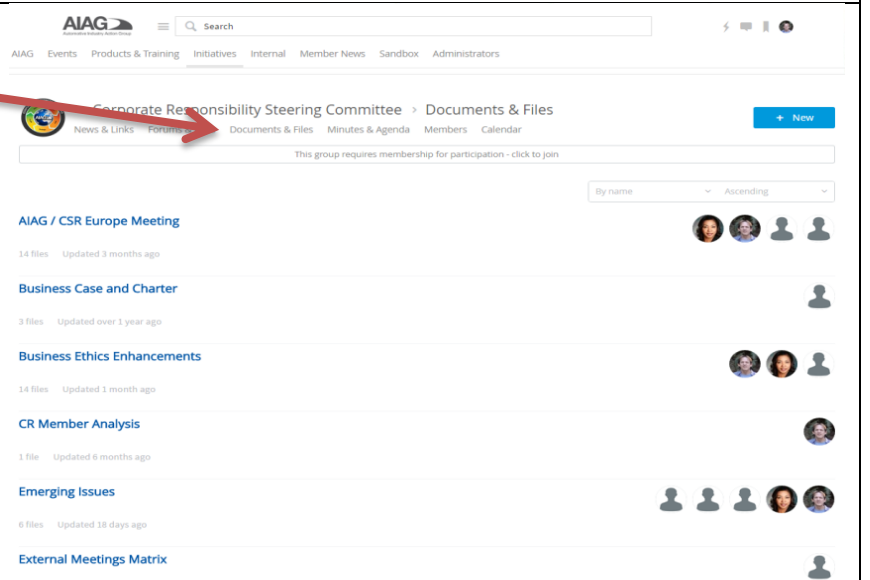 AIAG
Automotive Industry Action Group
Search
AIAG Events Products & Training Initiatives Internal Member News Sandbox Administrators
Corporate Responsibility Steering Committee > Documents & Files
+ New
News & Links Forums & Documents & Files Minutes & Agenda Members Calendar
This group requires membership for participation - click to join
By name Ascending
AIAG / CSR Europe Meeting
14 files Updated 3 months ago
Business Case and Charter
3 files Updated over 1 year ago
Business Ethics Enhancements
14 files Updated 1 month ago
CR Member Analysis
1 file Updated 6 months ago
Emerging Issues
6 files Updated 18 days ago
External Meetings Matrix